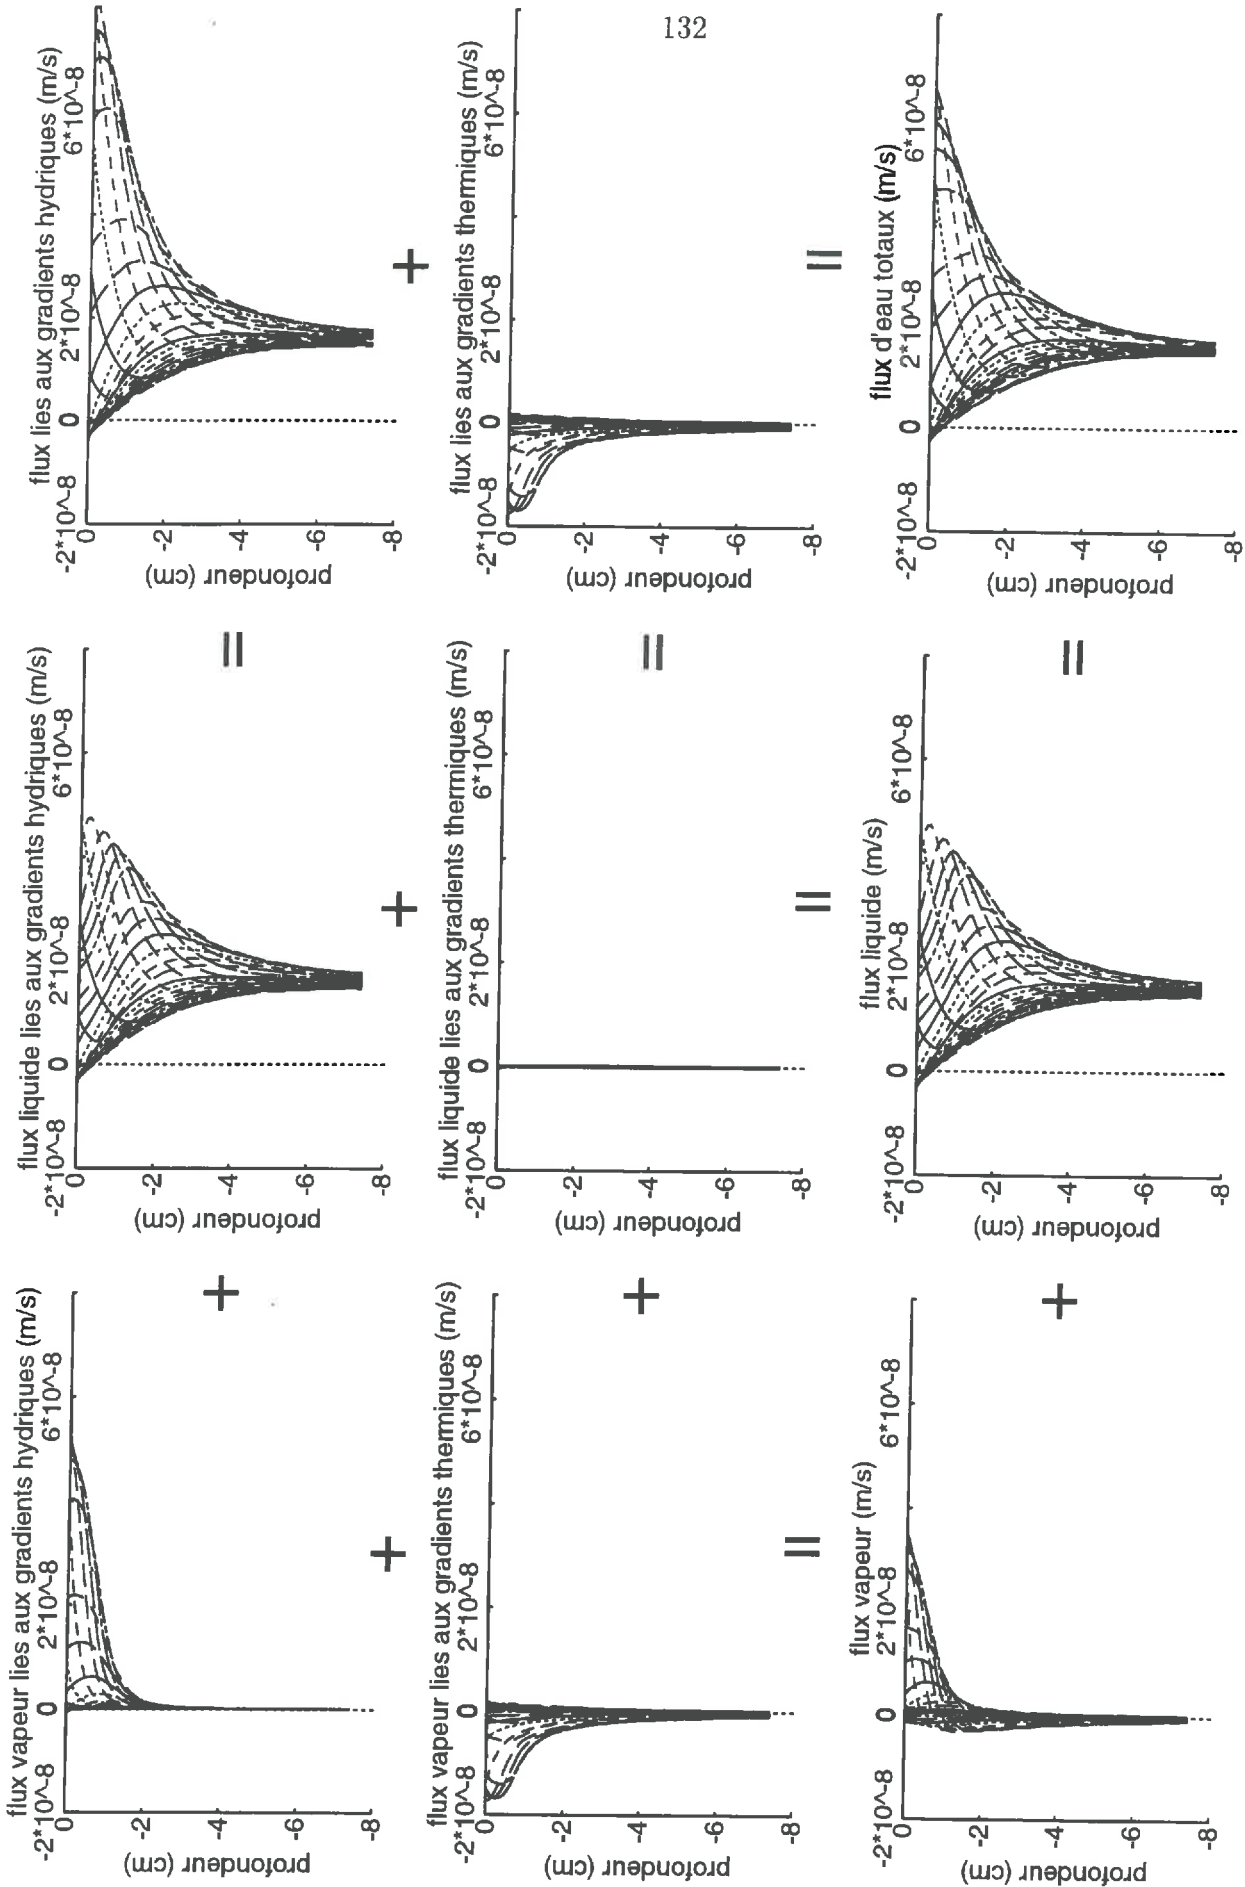 132
flux vapeur lies aux gradients hydriques (m/s)
-2*10^-8 0 2*10^-8 6*10^-8
0
-2
-4
-6
-8
profondeur (cm)
+
flux liquide lies aux gradients hydriques (m/s)
-2*10^-8 0 2*10^-8 6*10^-8
0
-2
-4
-6
-8
profondeur (cm)
=
flux lies aux gradients hydriques (m/s)
-2*10^-8 0 2*10^-8 6*10^-8
0
-2
-4
-6
-8
profondeur (cm)
+ + +
flux vapeur lies aux gradients thermiques (m/s)
-2*10^-8 0 2*10^-8 6*10^-8
0
-2
-4
-6
-8
profondeur (cm)
+
flux liquide lies aux gradients thermiques (m/s)
-2*10^-8 0 2*10^-8 6*10^-8
0
-2
-4
-6
-8
profondeur (cm)
=
flux lies aux gradients thermiques (m/s)
-2*10^-8 0 2*10^-8 6*10^-8
0
-2
-4
-6
-8
profondeur (cm)
= = =
flux vapeur (m/s)
-2*10^-8 0 2*10^-8 6*10^-8
0
-2
-4
-6
-8
profondeur (cm)
+
flux liquide (m/s)
-2*10^-8 0 2*10^-8 6*10^-8
0
-2
-4
-6
-8
profondeur (cm)
=
flux d'eau totaux (m/s)
-2*10^-8 0 2*10^-8 6*10^-8
0
-2
-4
-6
-8
profondeur (cm)